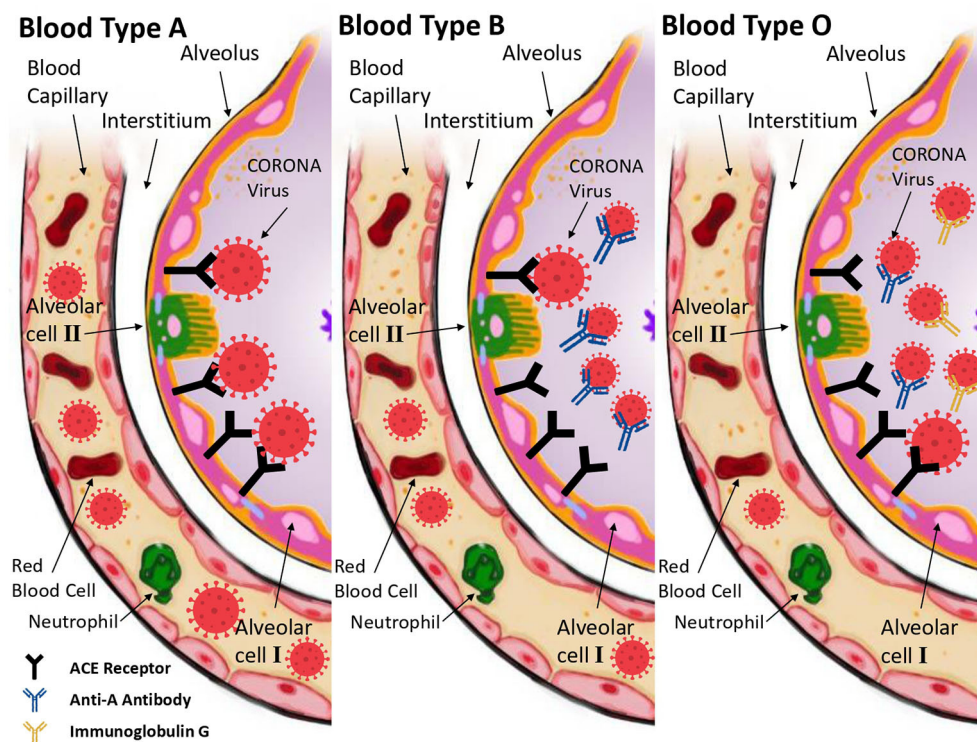 Blood Type A
Blood
Capillary
Alveolus
Interstitium
CORONA
Virus
Alveolar
cell II
Red
Blood Cell
Neutrophil
Alveolar
cell I
ACE Receptor
Anti-A Antibody
Immunoglobulin G
Blood Type B
Blood
Capillary
Alveolus
Interstitium
CORONA
Virus
Alveolar
cell II
Red
Blood Cell
Neutrophil
Alveolar
cell I
Blood Type O
Blood
Capillary
Alveolus
Interstitium
CORONA
Virus
Alveolar
cell II
Red
Blood Cell
Neutrophil
Alveolar
cell I